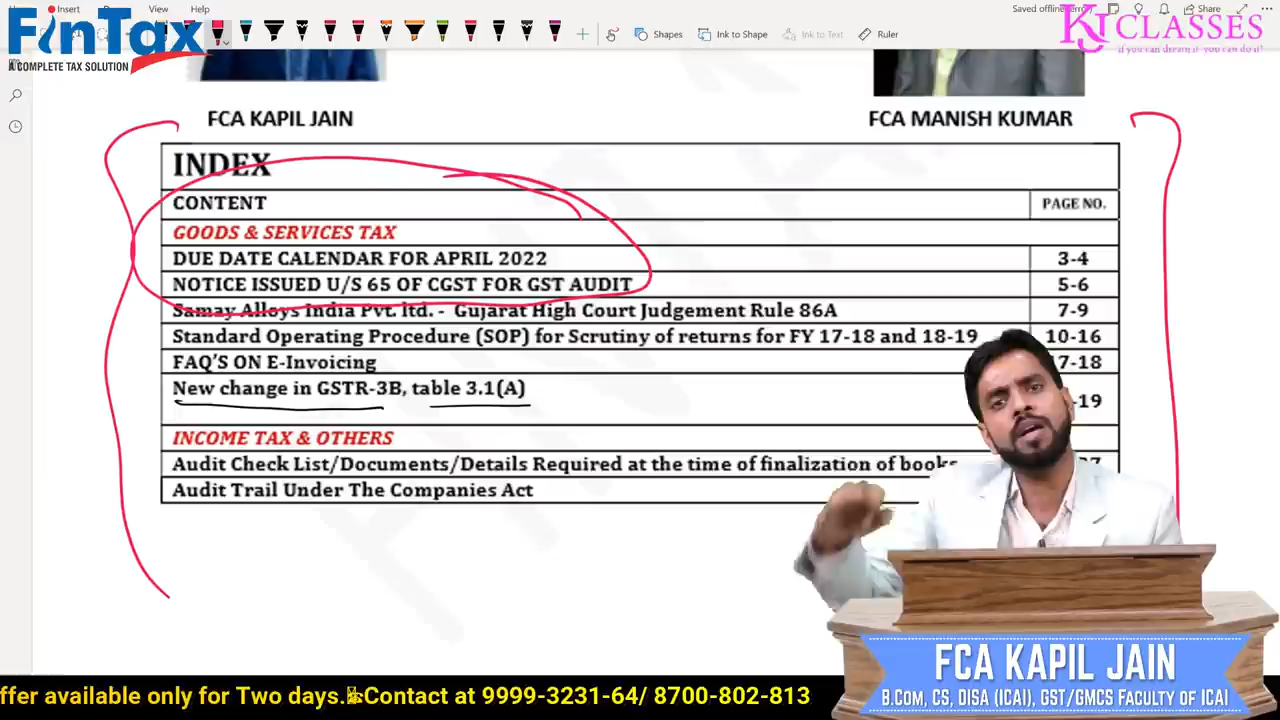 Insert
Draw
View
Help
Saved offline
Share
FinTax
A COMPLETE TAX SOLUTION
Shapes
Ink to Shape
Ink to Text
Ruler
KJ CLASSES
if you can dream it you can do it!
FCA KAPIL JAIN
FCA MANISH KUMAR
INDEX
CONTENT PAGE NO.
GOODS & SERVICES TAX
DUE DATE CALENDAR FOR APRIL 2022 3-4
NOTICE ISSUED U/S 65 OF CGST FOR GST AUDIT 5-6
Samay Alloys India Pvt. ltd. - Gujarat High Court Judgement Rule 86A 7-9
Standard Operating Procedure (SOP) for Scrutiny of returns for FY 17-18 and 18-19 10-16
FAQ'S ON E-Invoicing 17-18
New change in GSTR-3B, table 3.1(A) -19
INCOME TAX & OTHERS
Audit Check List/Documents/Details Required at the time of finalization of books
Audit Trail Under The Companies Act
FCA KAPIL JAIN
B.COM, CS, DISA (ICAI), GST/GMCS FACULTY OF ICAI
ffer available only for Two days. Contact at 9999-3231-64/ 8700-802-813